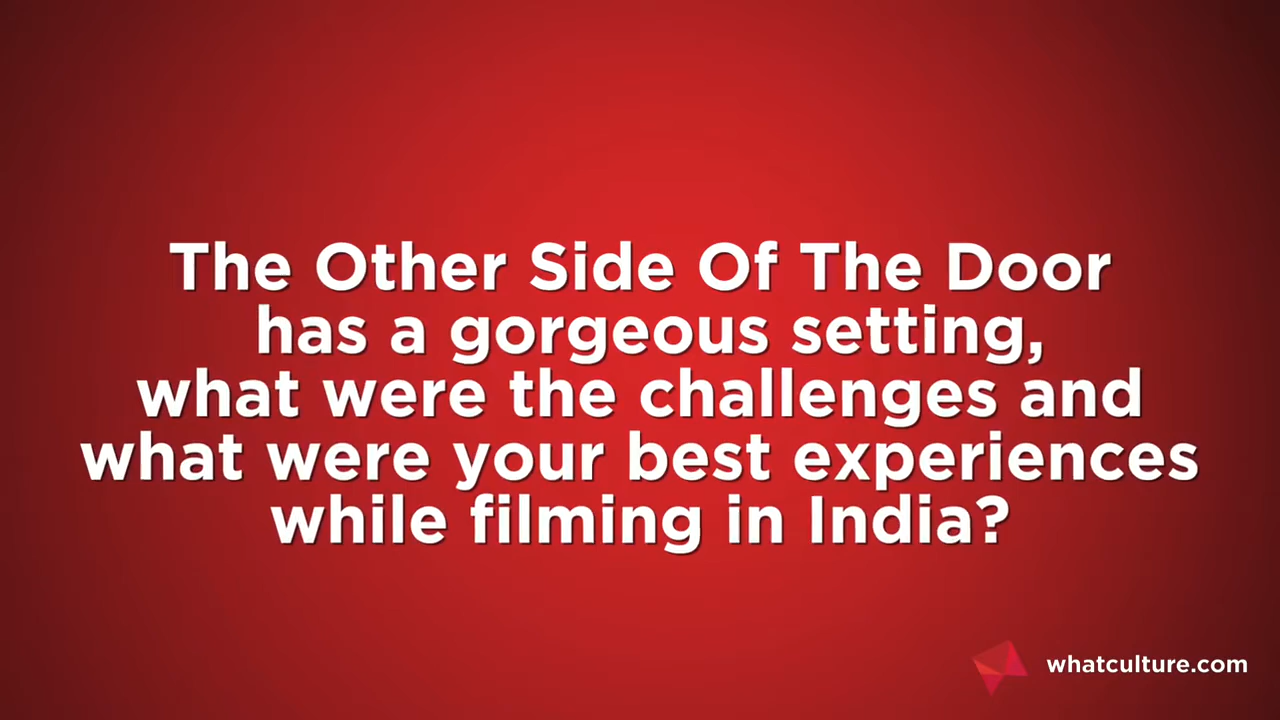 The Other Side Of The Door
has a gorgeous setting,
what were the challenges and
what were your best experiences
while filming in India?
whatculture.com